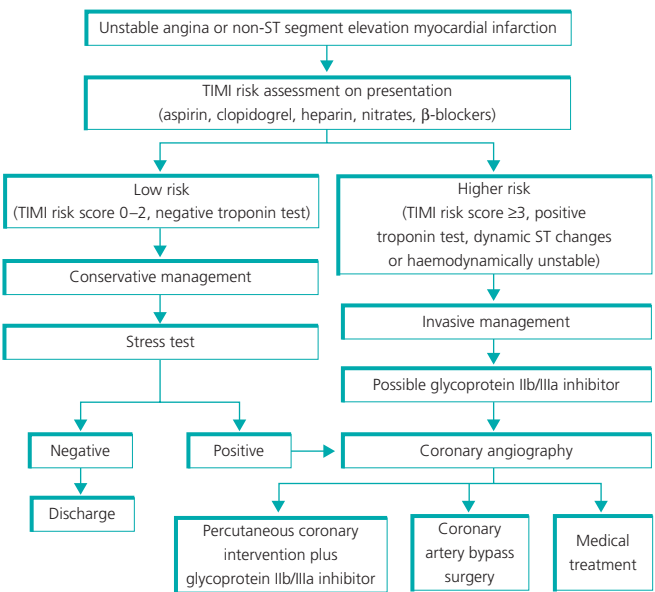 Unstable angina or non-ST segment elevation myocardial infarction
TIMI risk assessment on presentation
(aspirin, clopidogrel, heparin, nitrates, β-blockers)
Low risk
(TIMI risk score 0–2, negative troponin test)
Higher risk
(TIMI risk score ≥3, positive
troponin test, dynamic ST changes
or haemodynamically unstable)
Conservative management
Invasive management
Stress test
Possible glycoprotein IIb/IIIa inhibitor
Negative
Positive
Coronary angiography
Discharge
Percutaneous coronary
intervention plus
glycoprotein IIb/IIIa inhibitor
Coronary
artery bypass
surgery
Medical
treatment